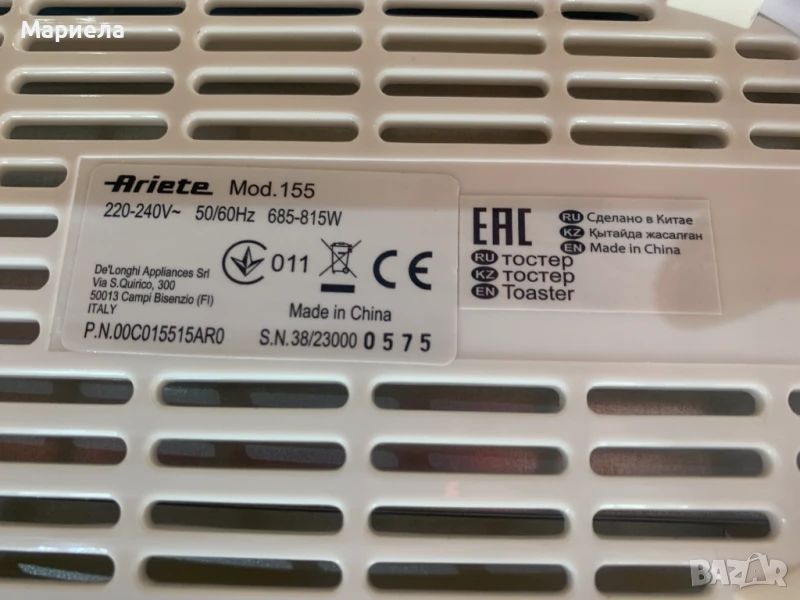 Мариела
Ariete Mod.155
220-240V~ 50/60Hz 685-815W
011
CE
De'Longhi Appliances Srl
Via S.Quirico, 300
50013 Campi Bisenzio (FI)
ITALY
Made in China
P.N.00C015515AR0 S.N.38/23000 0575
EAC
RU Сделано в Китае
KZ Қытайда жасалған
EN Made in China
RU тостер
KZ тостер
EN Toaster
BAZAR